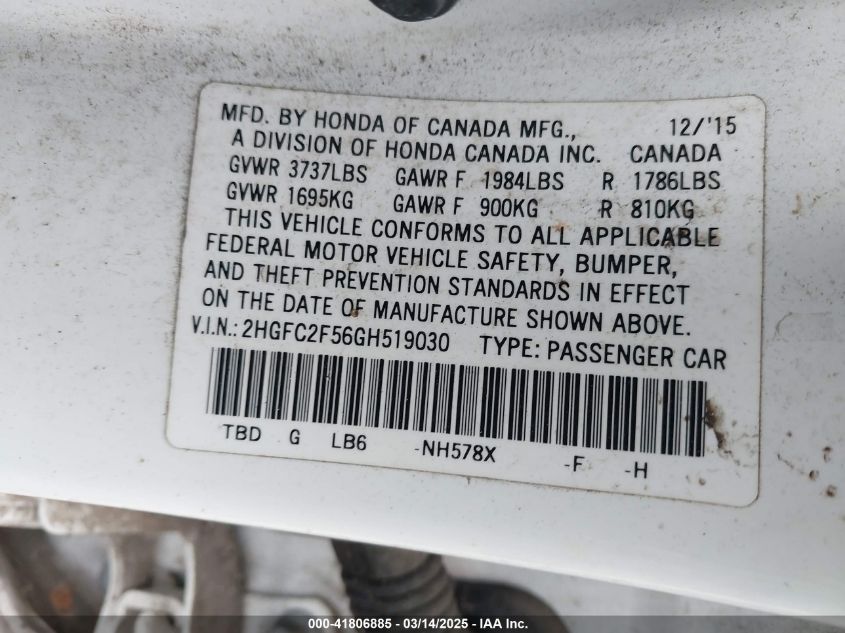 MFD. BY HONDA OF CANADA MFG., 12/'15
A DIVISION OF HONDA CANADA INC. CANADA
GVWR 3737LBS GAWR F 1984LBS R 1786LBS
GVWR 1695KG GAWR F 900KG R 810KG
THIS VEHICLE CONFORMS TO ALL APPLICABLE
FEDERAL MOTOR VEHICLE SAFETY, BUMPER,
AND THEFT PREVENTION STANDARDS IN EFFECT
ON THE DATE OF MANUFACTURE SHOWN ABOVE.
V.I.N.: 2HGFC2F56GH519030 TYPE: PASSENGER CAR
TBD G LB6 -NH578X -F -H
000-41806885 - 03/14/2025 - IAA Inc.